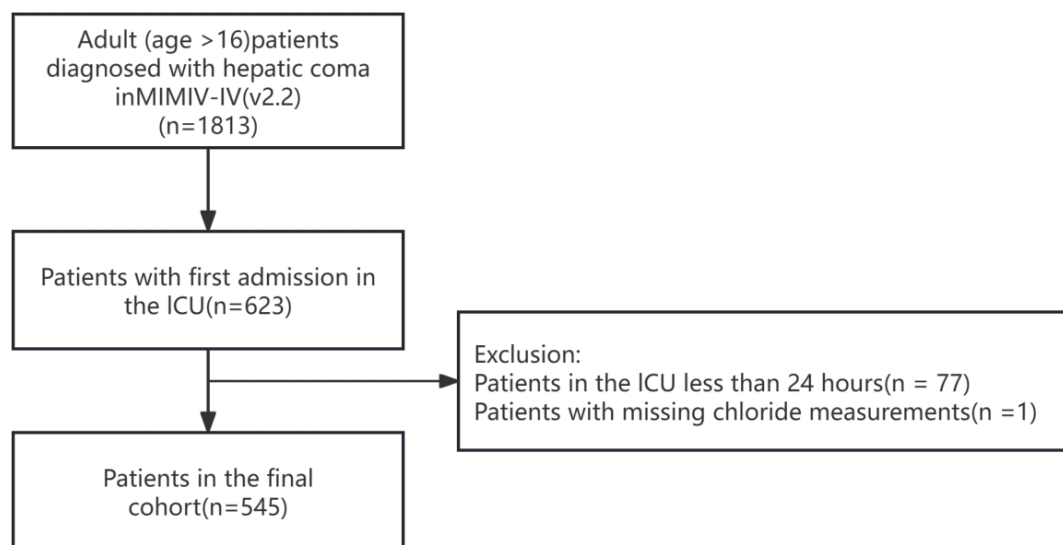 Adult (age >16)patients
diagnosed with hepatic coma
inMIMIV-IV(v2.2)
(n=1813)
Patients with first admission in
the ICU(n=623)
Exclusion:
Patients in the ICU less than 24 hours(n = 77)
Patients with missing chloride measurements(n =1)
Patients in the final
cohort(n=545)